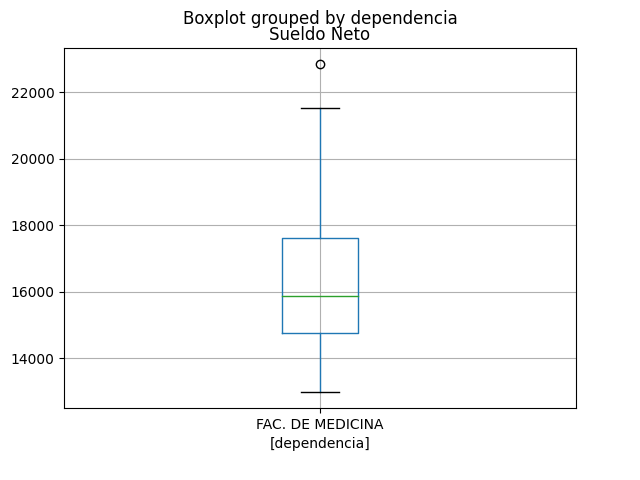 Boxplot grouped by dependencia
Sueldo Neto
22000
20000
18000
16000
14000
FAC. DE MEDICINA
[dependencia]